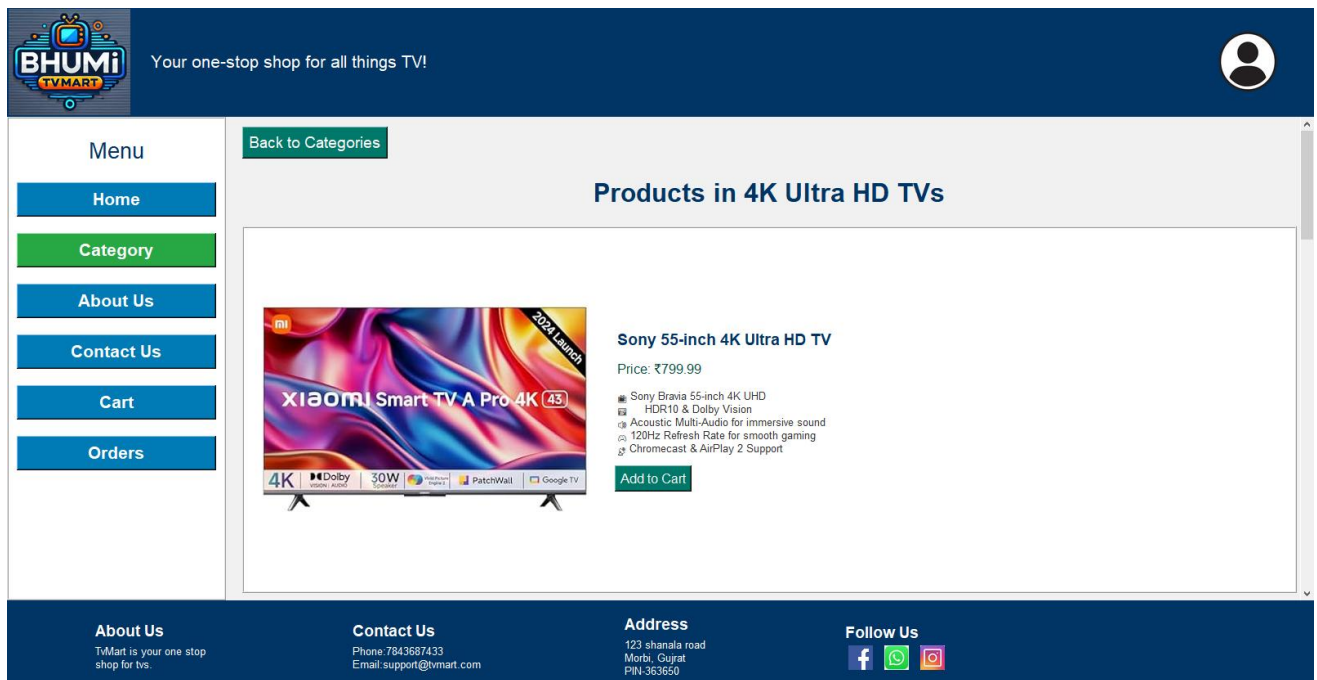 BHUMi
TVMART
Your one-stop shop for all things TV!
Menu
Home
Category
About Us
Contact Us
Cart
Orders
Back to Categories
Products in 4K Ultra HD TVs
mi
2024 Launch
XIAOMI Smart TV A Pro 4K 43
4K
Dolby
VISION AUDIO
30W
Speaker
PatchWall
Google TV
Sony 55-inch 4K Ultra HD TV
Price: ₹799.99
Sony Bravia 55-inch 4K UHD
HDR10 & Dolby Vision
Acoustic Multi-Audio for immersive sound
120Hz Refresh Rate for smooth gaming
Chromecast & AirPlay 2 Support
Add to Cart
About Us
TvMart is your one stop
shop for tvs.
Contact Us
Phone:7843687433
Email:support@tvmart.com
Address
123 shanala road
Morbi, Gujrat
PIN-363650
Follow Us